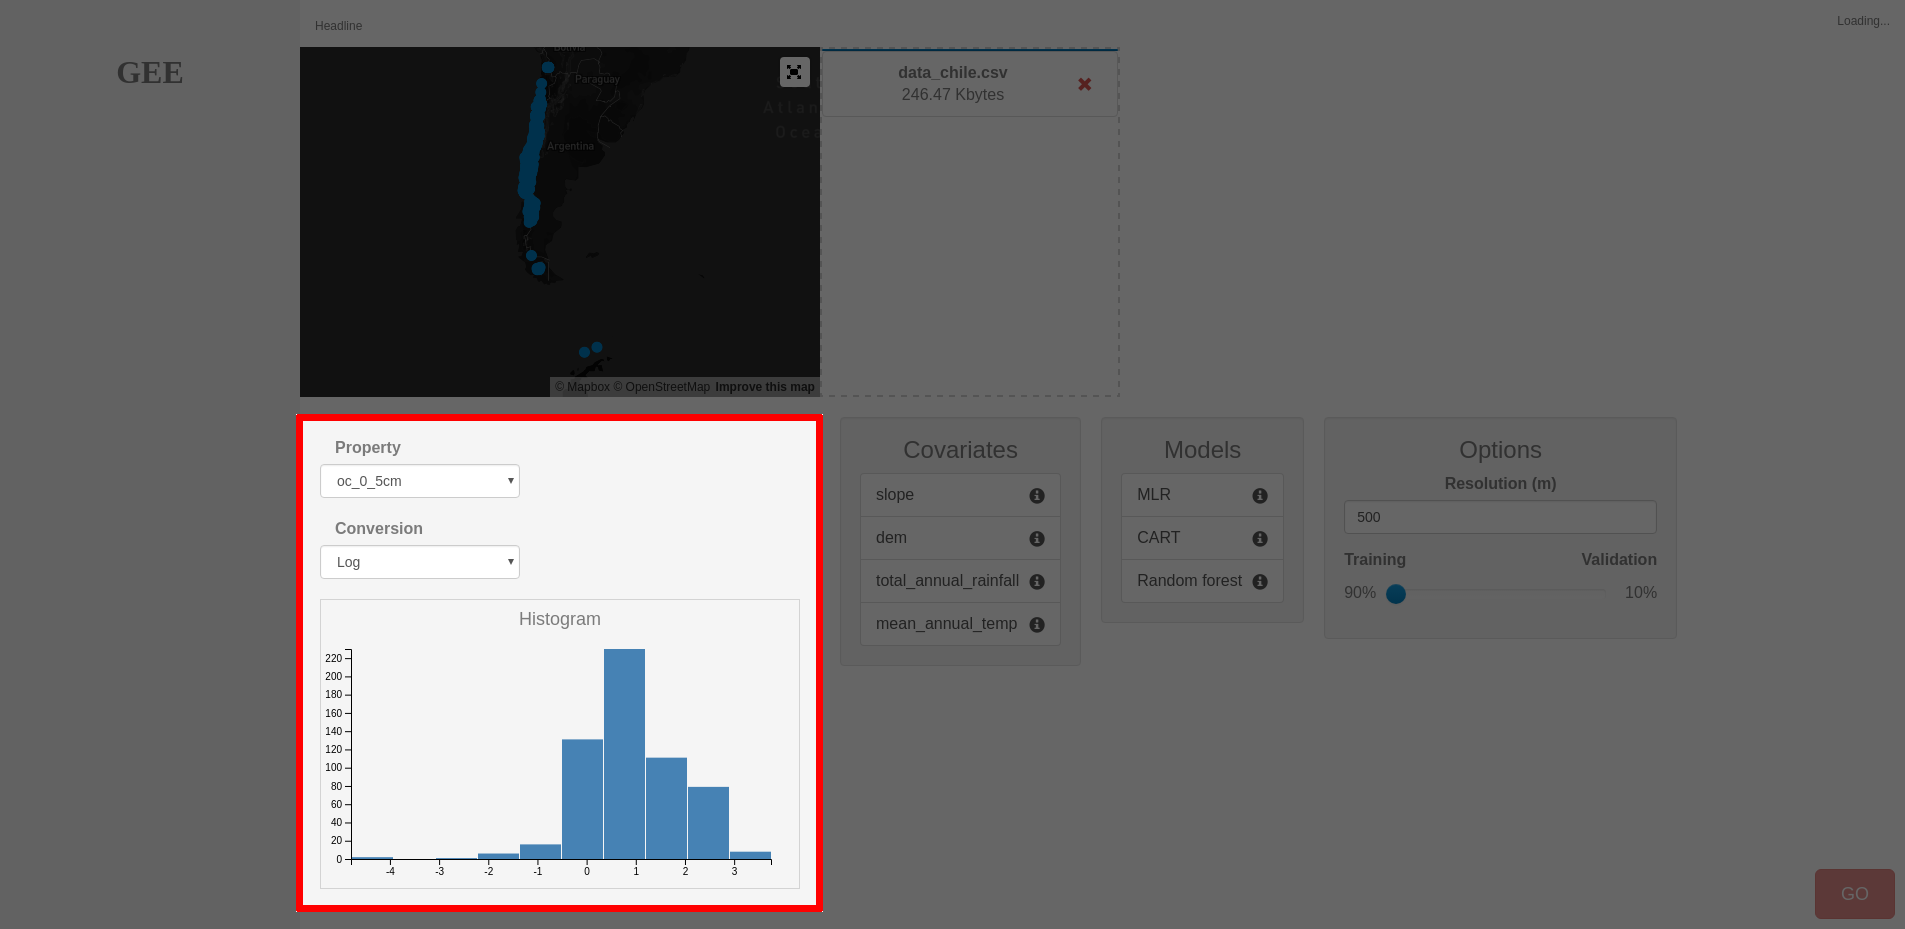 Headline
Loading...
GEE
Bolivia
Paraguay
Argentina
Atlan
Ocea
© Mapbox © OpenStreetMap Improve this map
data_chile.csv
246.47 Kbytes
Property
oc_0_5cm
Conversion
Log
Histogram
220
200
180
160
140
120
100
80
60
40
20
0
-4 -3 -2 -1 0 1 2 3
Covariates
slope
dem
total_annual_rainfall
mean_annual_temp
Models
MLR
CART
Random forest
Options
Resolution (m)
500
Training Validation
90% 10%
GO